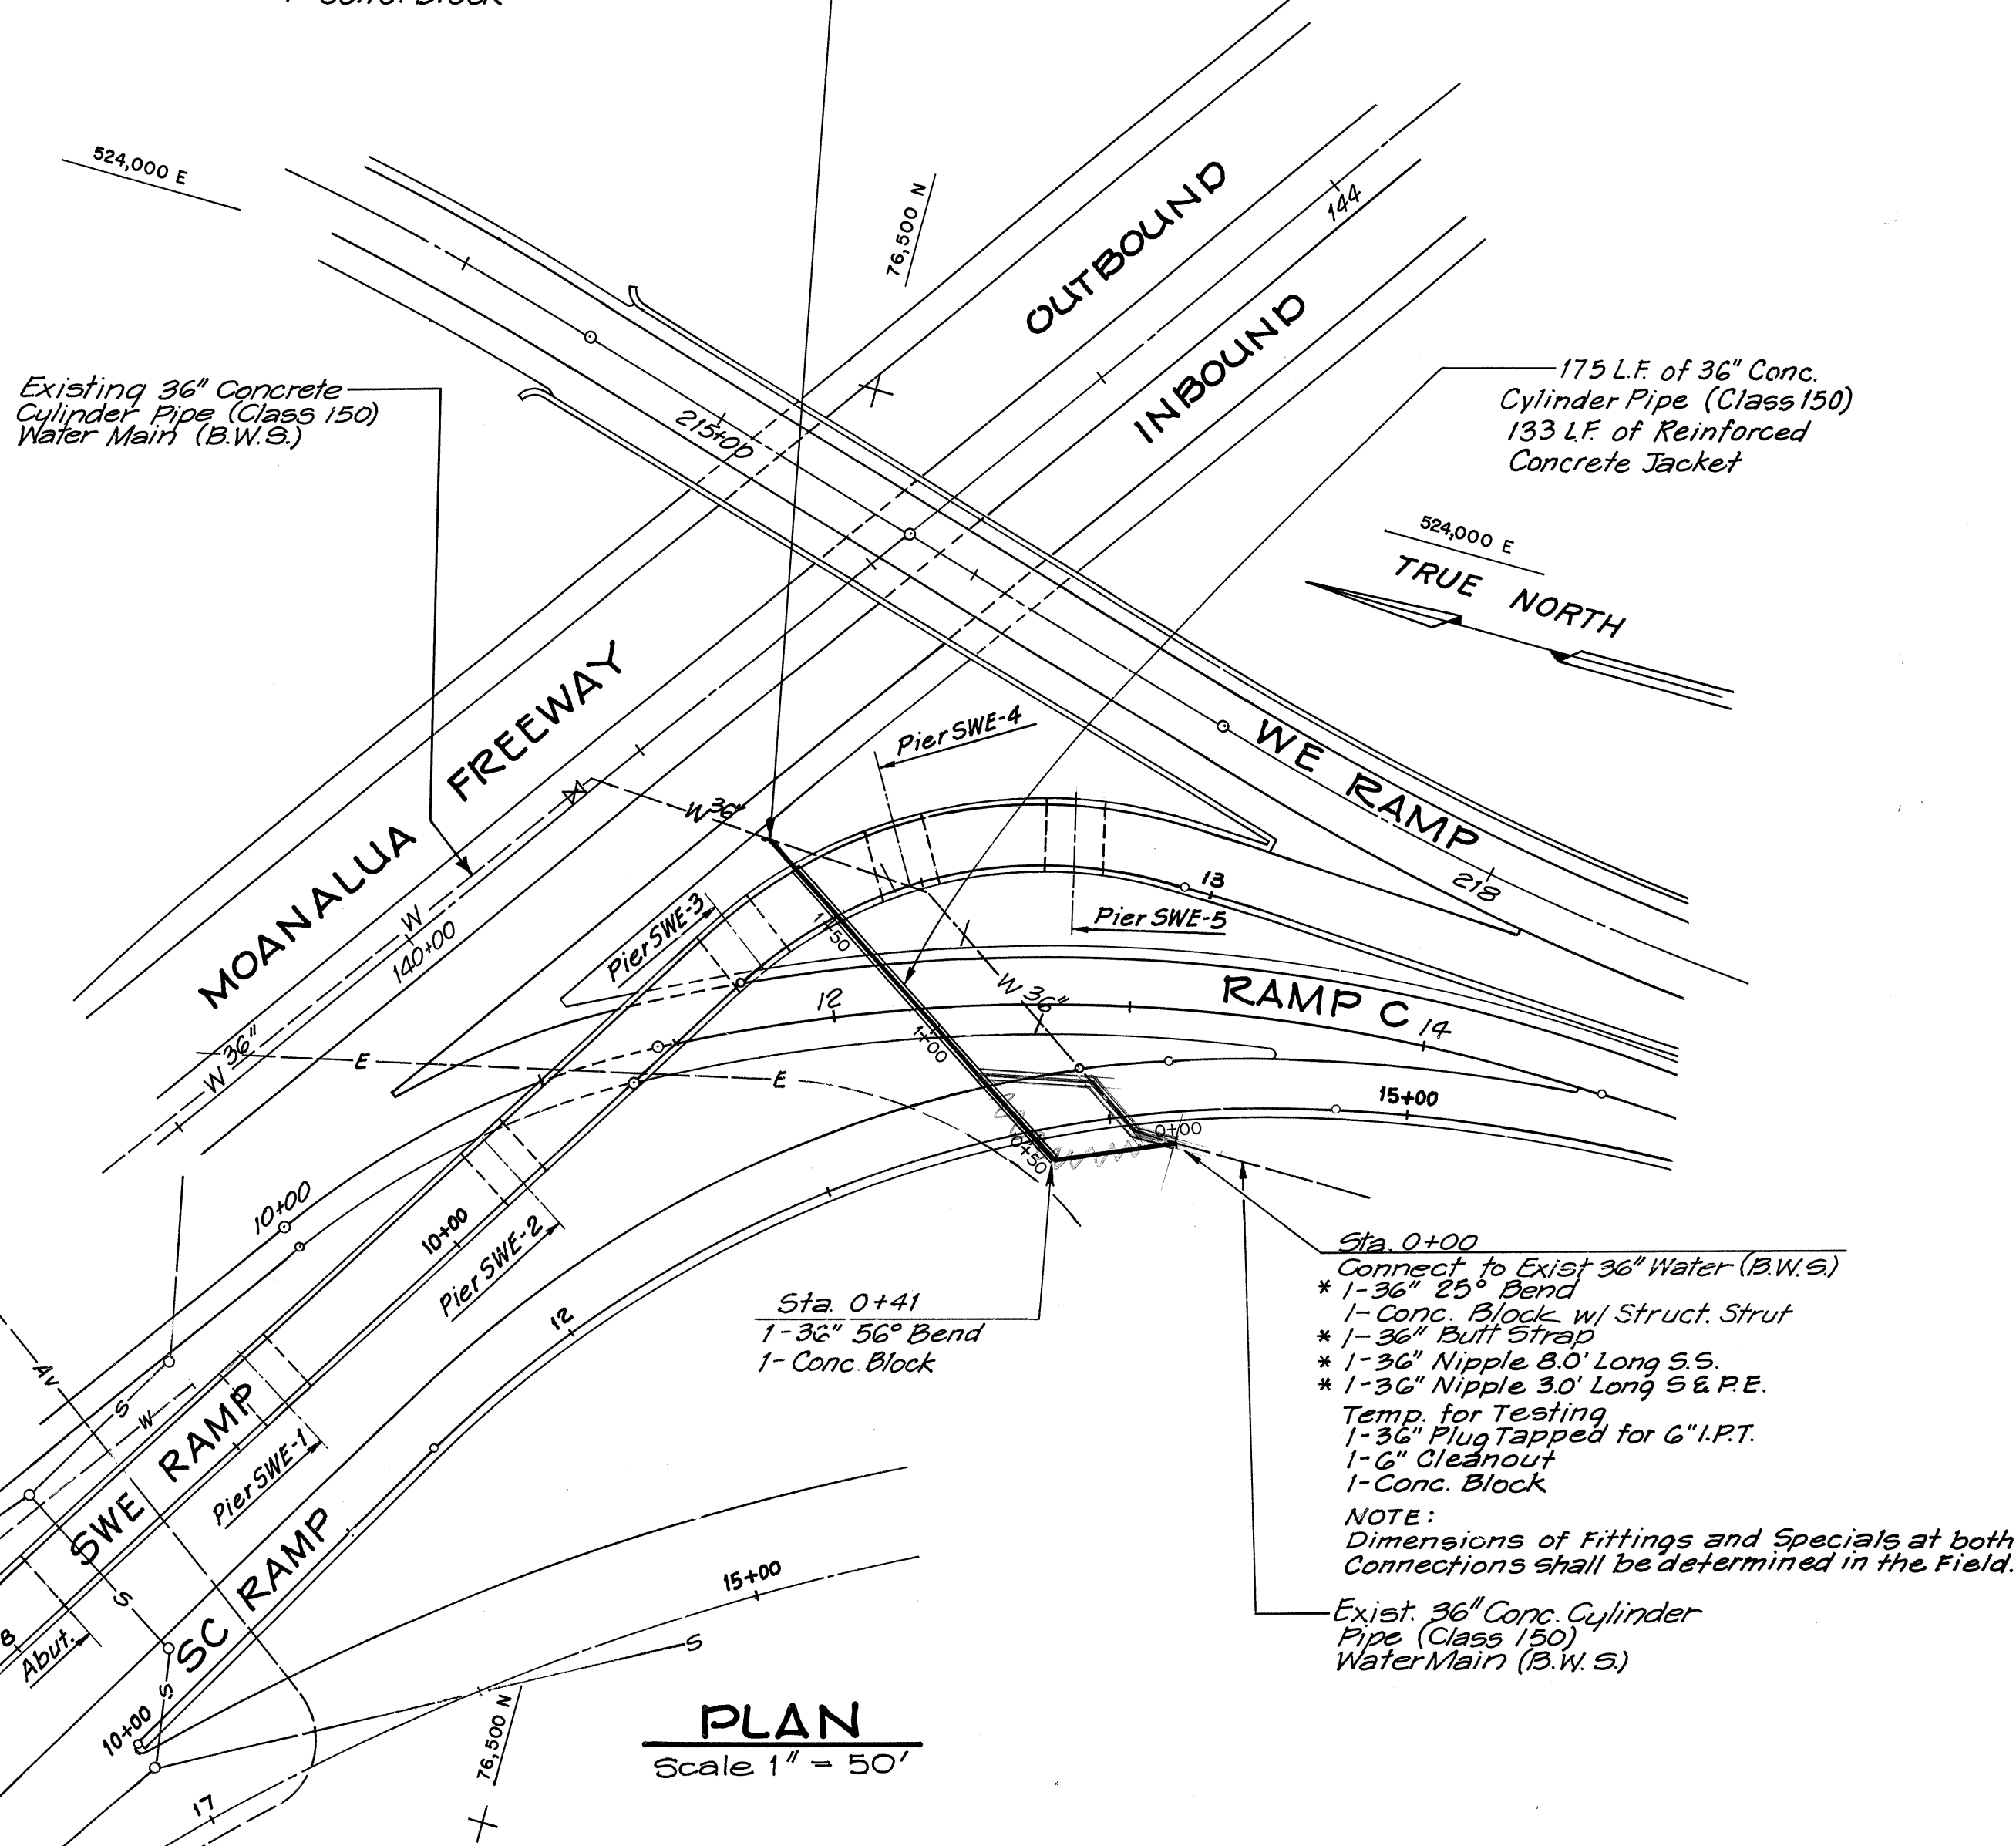 1- Conc. Block
524,000 E
76,500 N
OUTBOUND
144
INBOUND
Existing 36" Concrete
Cylinder Pipe (Class 150)
Water Main (B.W.S.)
215+00
175 L.F. of 36" Conc.
Cylinder Pipe (Class 150)
133 L.F. of Reinforced
Concrete Jacket
524,000 E
TRUE NORTH
MOANALUA FREEWAY
Pier SWE-4
WE RAMP
W 36"
218
13
Pier SWE-3
Pier SWE-5
W
140+00
1+50
W 36"
RAMP C
12
14
1+00
W 36"
E
E
15+00
0+00
0+50
10+00
10+00
Pier SWE-2
12
Sta. 0+41
1-36" 56° Bend
1- Conc. Block
Sta. 0+00
Connect to Exist 36" Water (B.W.S.)
* 1-36" 25° Bend
1- Conc. Block w/ Struct. Strut
* 1-36" Butt Strap
* 1-36" Nipple 8.0' Long S.S.
* 1-36" Nipple 3.0' Long S & P.E.
Temp. for Testing
1-36" Plug Tapped for 6" I.P.T.
1-6" Cleanout
1-Conc. Block
NOTE:
Dimensions of Fittings and Specials at both
Connections shall be determined in the Field.
Exist. 36" Conc. Cylinder
Pipe (Class 150)
Water Main (B.W.S.)
AV
S
W
SWE RAMP
Pier SWE-1
SC RAMP
S
8
Abut.
S
10+00
15+00
S
17
76,500 N
PLAN
Scale 1" = 50'